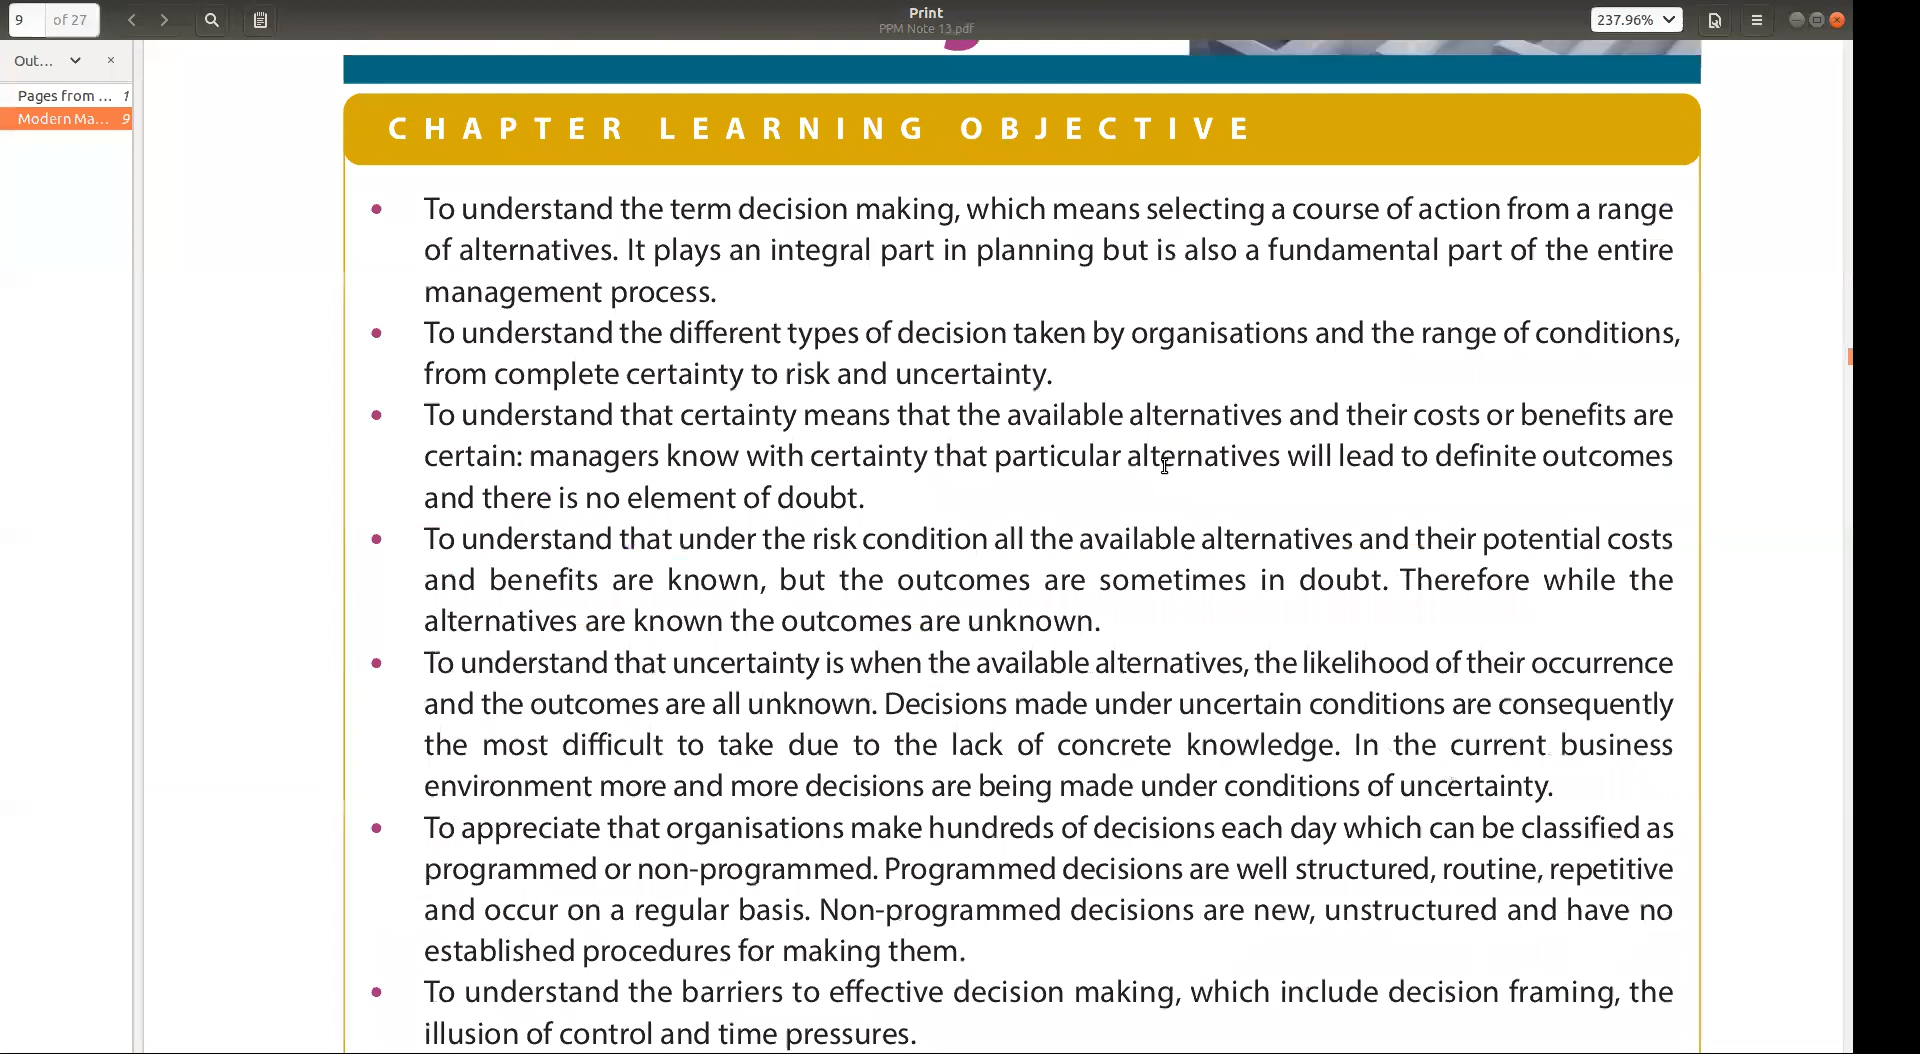 9 of 27
Print
PPM Note 13.pdf
237.96%
Out...
Pages from ... 1
Modern Ma... 9
CHAPTER LEARNING OBJECTIVE
• To understand the term decision making, which means selecting a course of action from a range
of alternatives. It plays an integral part in planning but is also a fundamental part of the entire
management process.
• To understand the different types of decision taken by organisations and the range of conditions,
from complete certainty to risk and uncertainty.
• To understand that certainty means that the available alternatives and their costs or benefits are
certain: managers know with certainty that particular alternatives will lead to definite outcomes
and there is no element of doubt.
• To understand that under the risk condition all the available alternatives and their potential costs
and benefits are known, but the outcomes are sometimes in doubt. Therefore while the
alternatives are known the outcomes are unknown.
• To understand that uncertainty is when the available alternatives, the likelihood of their occurrence
and the outcomes are all unknown. Decisions made under uncertain conditions are consequently
the most difficult to take due to the lack of concrete knowledge. In the current business
environment more and more decisions are being made under conditions of uncertainty.
• To appreciate that organisations make hundreds of decisions each day which can be classified as
programmed or non-programmed. Programmed decisions are well structured, routine, repetitive
and occur on a regular basis. Non-programmed decisions are new, unstructured and have no
established procedures for making them.
• To understand the barriers to effective decision making, which include decision framing, the
illusion of control and time pressures.